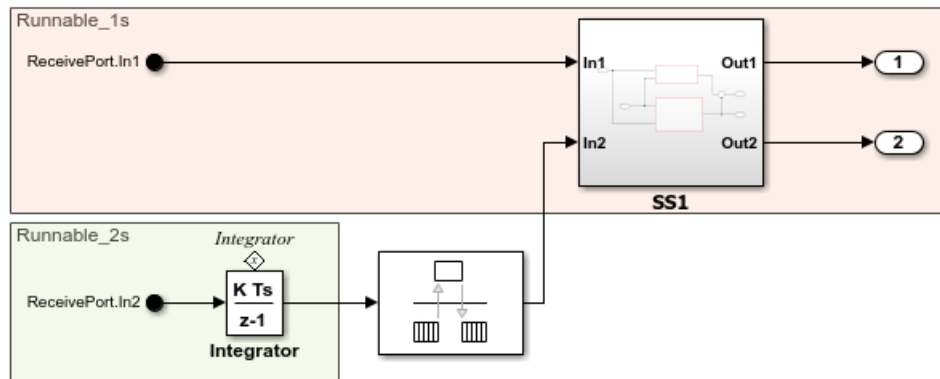 Runnable_1s
ReceivePort.In1
In1
Out1
1
In2
Out2
2
SS1
Runnable_2s
Integrator
x
ReceivePort.In2
K Ts
z-1
Integrator